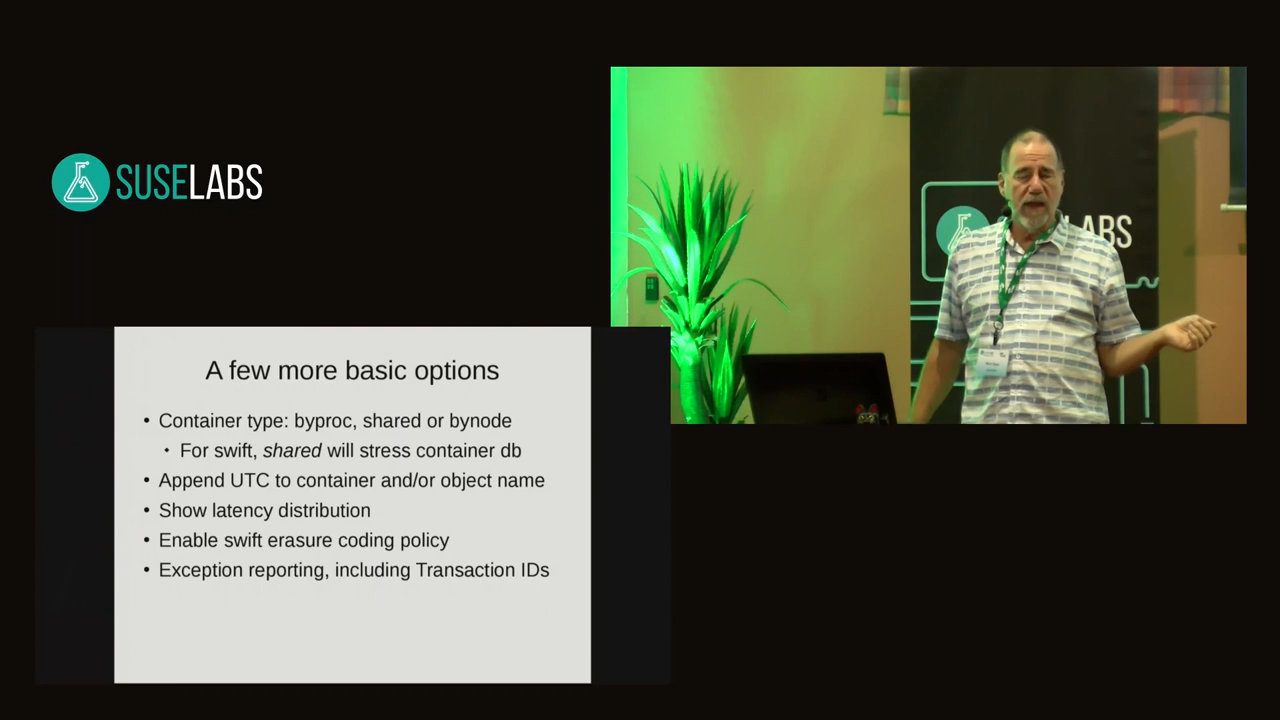 SUSELABS
LABS
A few more basic options
• Container type: byproc, shared or bynode
• For swift, shared will stress container db
• Append UTC to container and/or object name
• Show latency distribution
• Enable swift erasure coding policy
• Exception reporting, including Transaction IDs